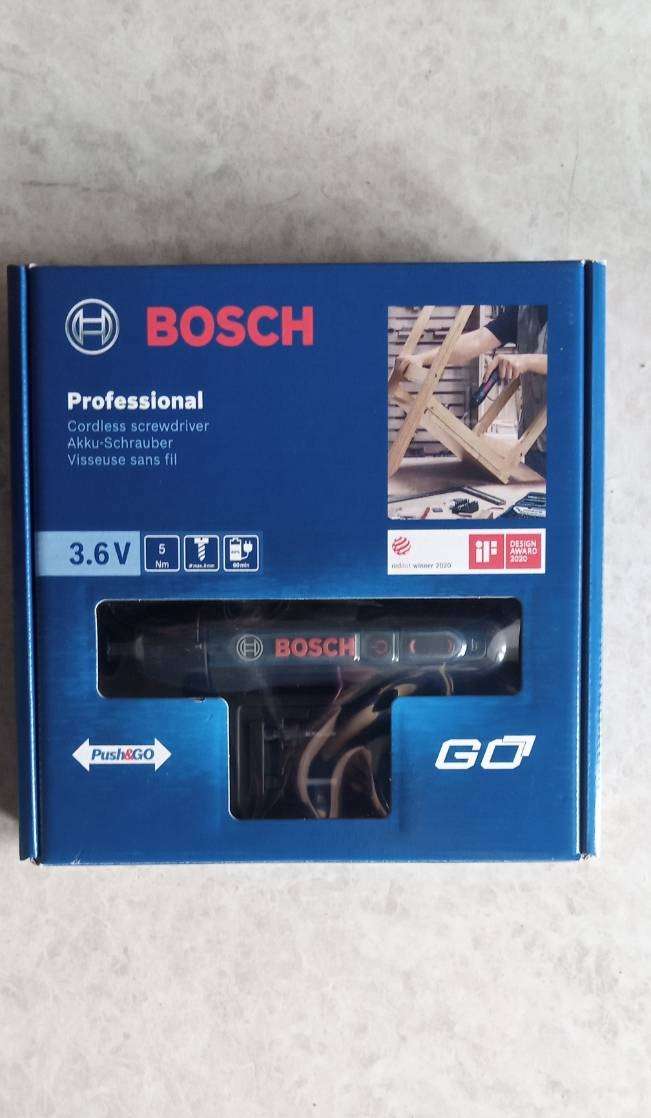 BOSCH
Professional
Cordless screwdriver
Akku-Schrauber
Visseuse sans fil
3.6 V
5
Nm
60min
reddot winner 2020
iF
DESIGN
AWARD
2020
BOSCH
Push&GO
GO